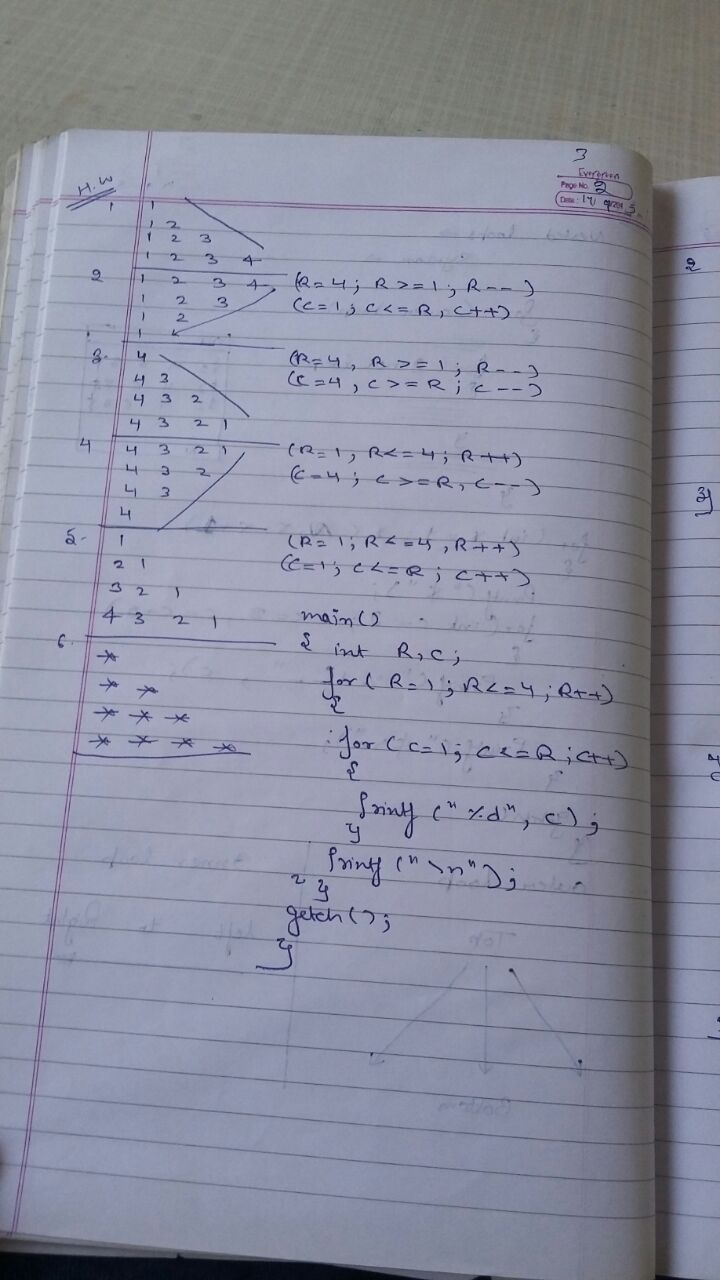 3
Evergreen
Page No. 2
Date: 14
H.W
1 1
1 2
1 2 3
1 2 3 4
2 1 2 3 4 (R=4; R>=1; R--)
1 2 3 (C=1; C<=R, C++)
1 2
1
3. 4 (R=4, R>=1; R--)
4 3 (C=4, C>=R; C--)
4 3 2
4 3 2 1
4 4 3 2 1 (R=1, R<=4; R++)
4 3 2 (C=4; C>=R, C--)
4 3
4
5. 1 (R=1; R<=4, R++)
2 1 (C=1; C<=R; C++)
3 2 1
4 3 2 1 main()
6. { int R,C;
* for( R=1; R<=4; R++)
* * {
* * *
* * * * for(C=1; C<=R; C++)
{
printf("%d", C);
}
printf("\n");
}
getch();
}
2
3)